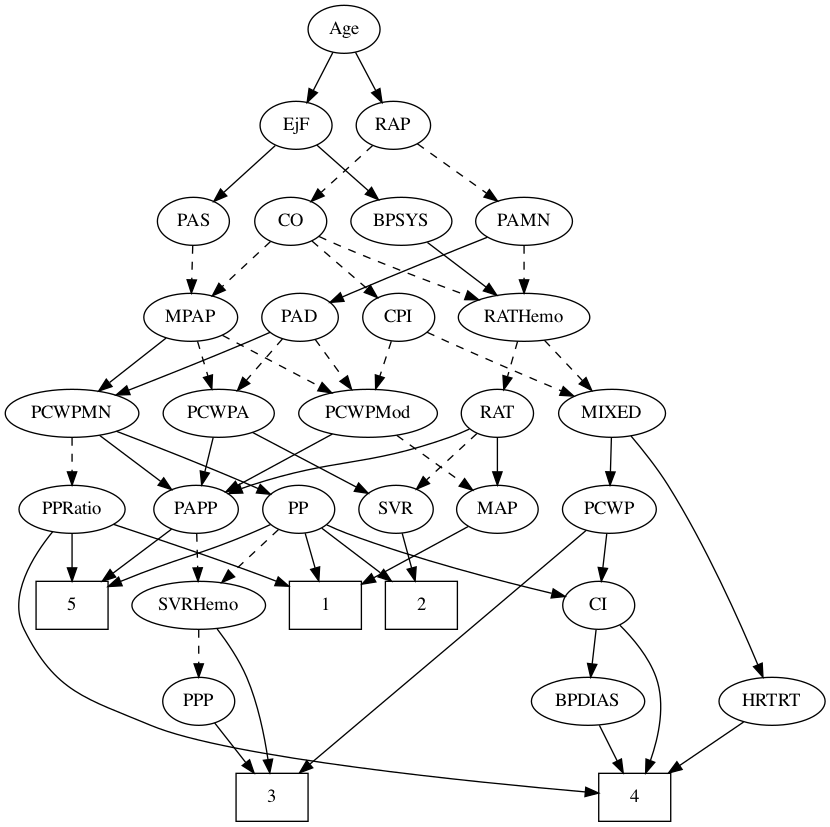 Age
EjF
RAP
PAS
CO
BPSYS
PAMN
MPAP
PAD
CPI
RATHemo
PCWPMN
PCWPA
PCWPMod
RAT
MIXED
PPRatio
PAPP
PP
SVR
MAP
PCWP
5
SVRHemo
1
2
CI
PPP
BPDIAS
HRTRT
3
4